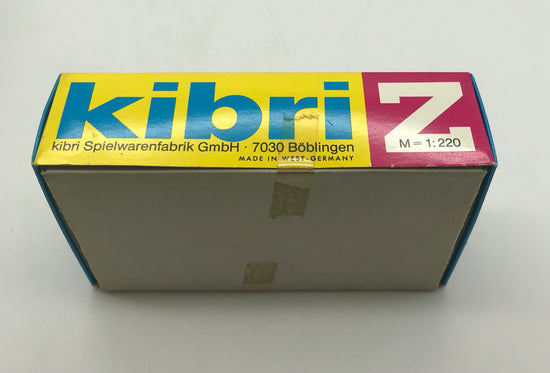 kibri Z
kibri Spielwarenfabrik GmbH · 7030 Böblingen
MADE IN WEST-GERMANY
M = 1:220